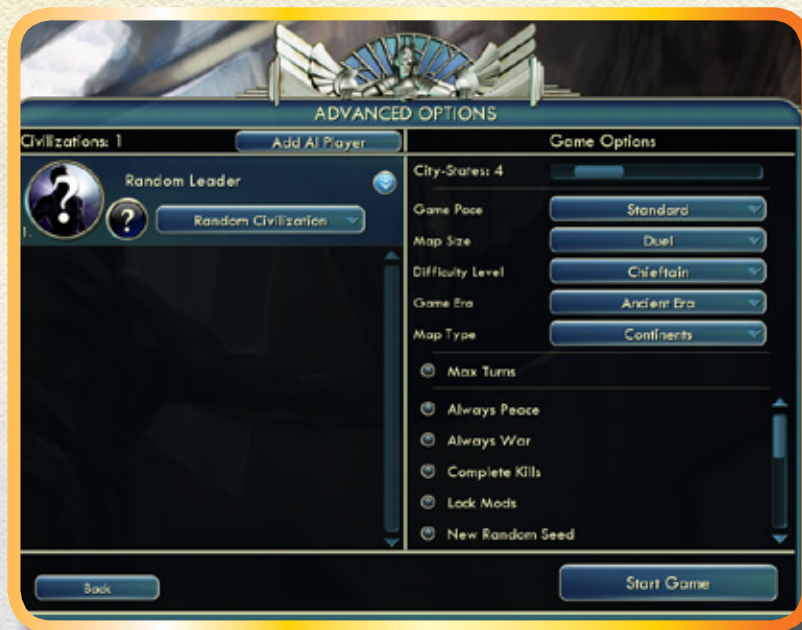 ADVANCED OPTIONS
Civilizations: 1
Add AI Player
?
Random Leader
1.
?
Random Civilization
Back
Game Options
City-States: 4
Game Pace Standard
Map Size Duel
Difficulty Level Chieftain
Game Era Ancient Era
Map Type Continents
Max Turns
Always Peace
Always War
Complete Kills
Lock Mods
New Random Seed
Start Game